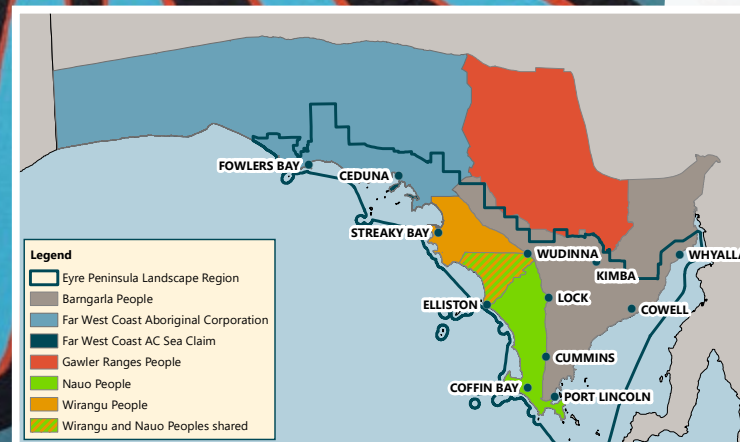 FOWLERS BAY
CEDUNA
STREAKY BAY
WUDINNA
WHYALLA
KIMBA
ELLISTON
LOCK
COWELL
CUMMINS
COFFIN BAY
PORT LINCOLN
Legend
Eyre Peninsula Landscape Region
Barngarla People
Far West Coast Aboriginal Corporation
Far West Coast AC Sea Claim
Gawler Ranges People
Nauo People
Wirangu People
Wirangu and Nauo Peoples shared